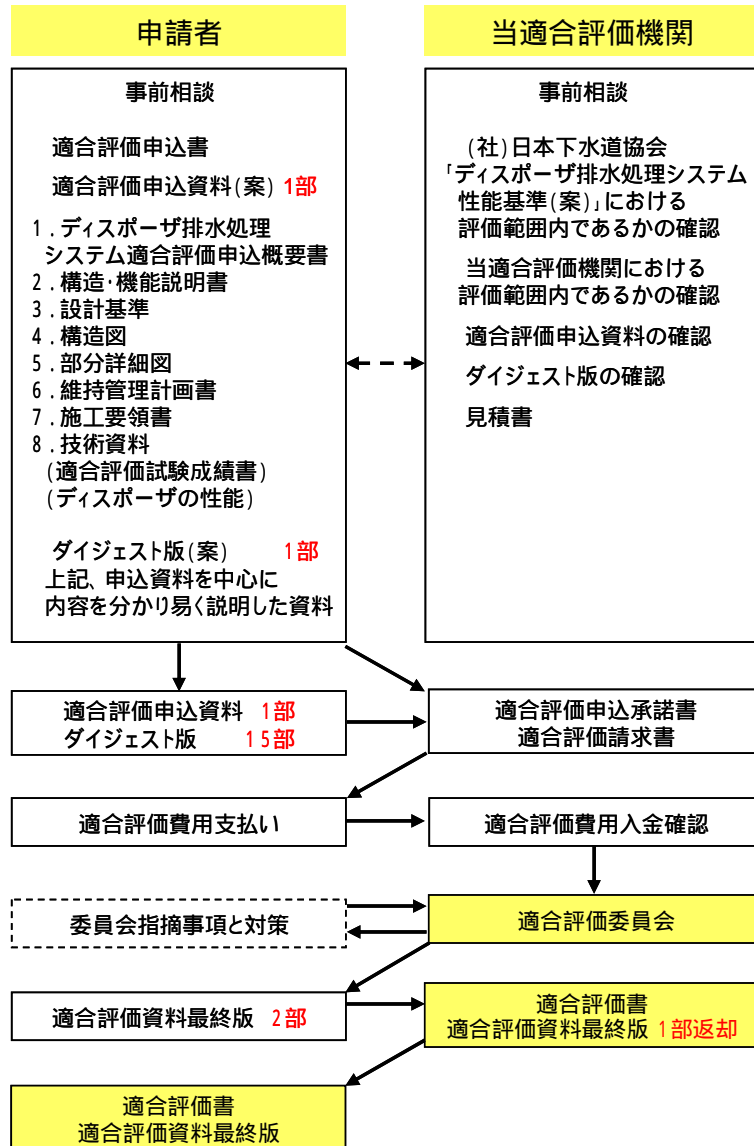 申請者
当適合評価機関
事前相談
適合評価申込書
適合評価申込資料(案) 1部
1.ディスポーザ排水処理
システム適合評価申込概要書
2.構造・機能説明書
3.設計基準
4.構造図
5.部分詳細図
6.維持管理計画書
7.施工要領書
8.技術資料
(適合評価試験成績書)
(ディスポーザの性能)
ダイジェスト版(案) 1部
上記、申込資料を中心に
内容を分かり易く説明した資料
事前相談
(社)日本下水道協会
「ディスポーザ排水処理システム
性能基準(案)」における
評価範囲内であるかの確認
当適合評価機関における
評価範囲内であるかの確認
適合評価申込資料の確認
ダイジェスト版の確認
見積書
適合評価申込資料 1部
ダイジェスト版 15部
適合評価申込承諾書
適合評価請求書
適合評価費用支払い
適合評価費用入金確認
委員会指摘事項と対策
適合評価委員会
適合評価資料最終版 2部
適合評価書
適合評価資料最終版 1部返却
適合評価書
適合評価資料最終版